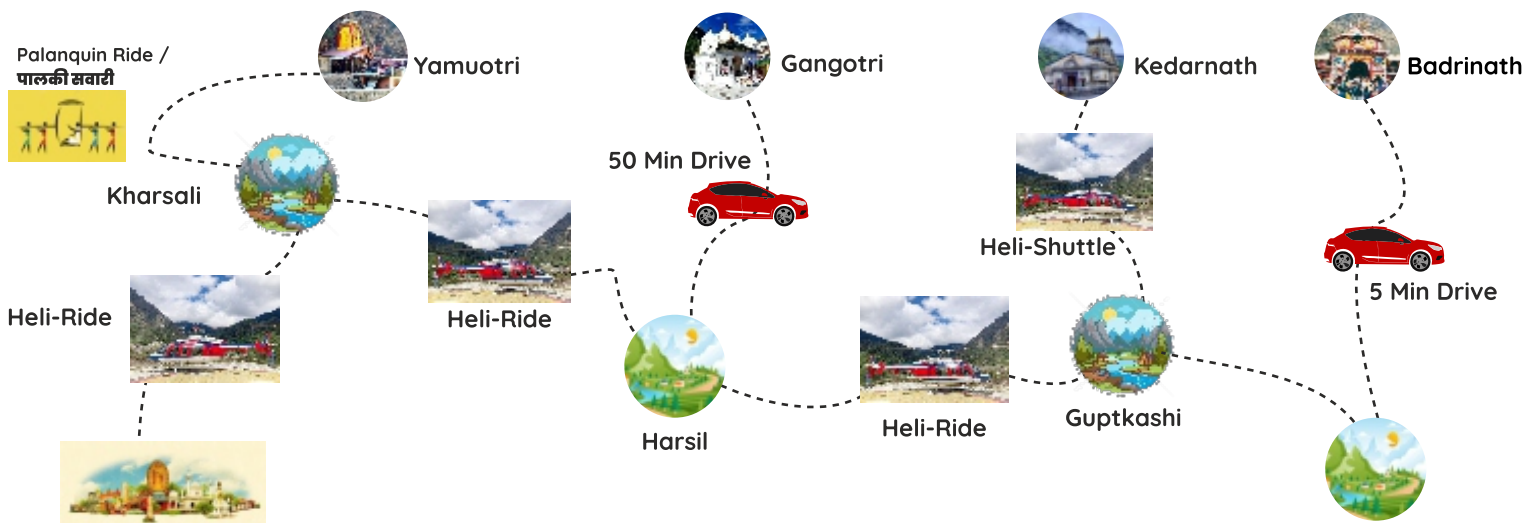 Palanquin Ride /
पालकी सवारी
Yamuotri
Gangotri
Kedarnath
Badrinath
50 Min Drive
Kharsali
Heli-Shuttle
5 Min Drive
Heli-Ride
Heli-Ride
Heli-Ride
Guptkashi
Harsil